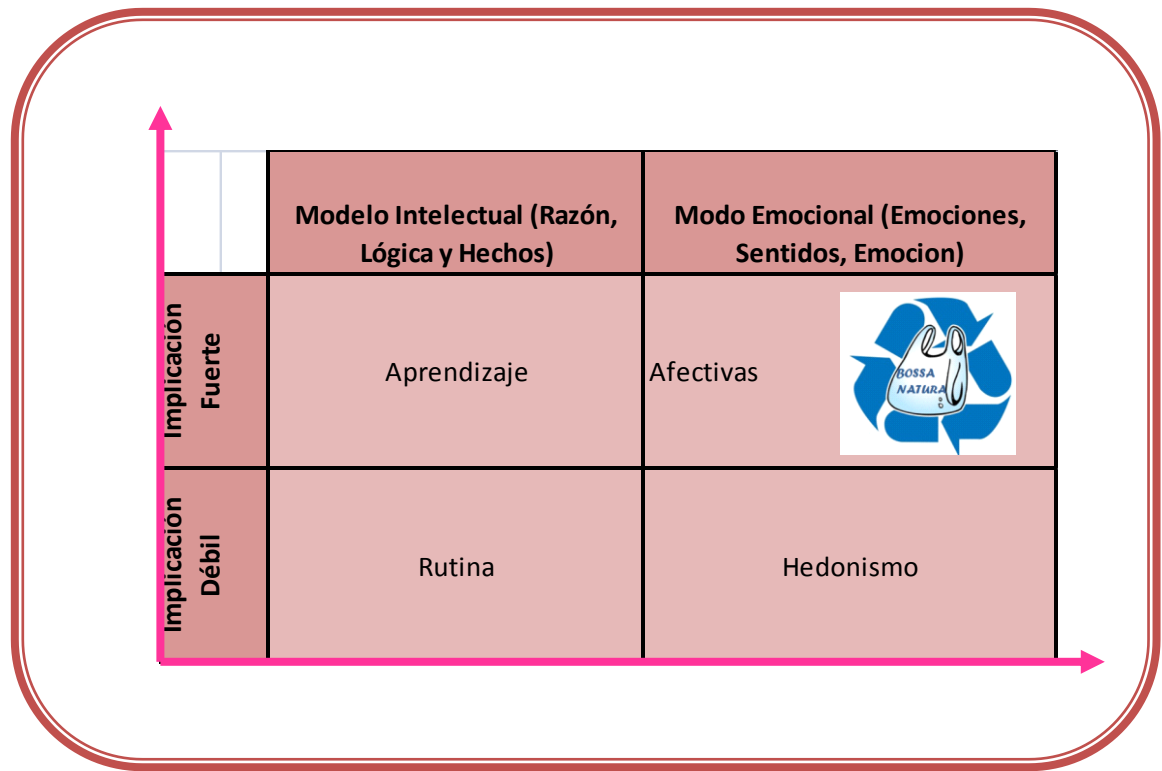 Modelo Intelectual (Razón,
Lógica y Hechos)
Modo Emocional (Emociones,
Sentidos, Emocion)
Implicación
Fuerte
Aprendizaje
Afectivas
BOSSA
NATURA
Implicación
Débil
Rutina
Hedonismo